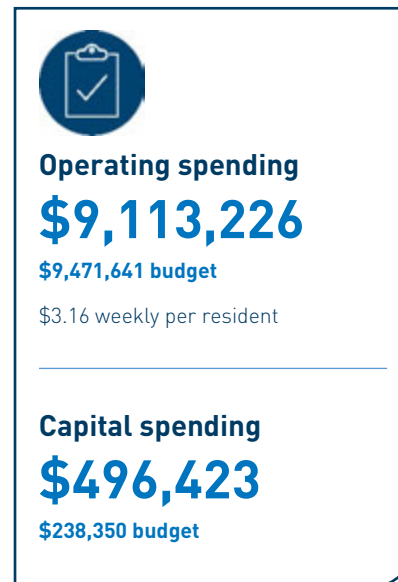 Operating spending
$9,113,226
$9,471,641 budget
$3.16 weekly per resident
Capital spending
$496,423
$238,350 budget